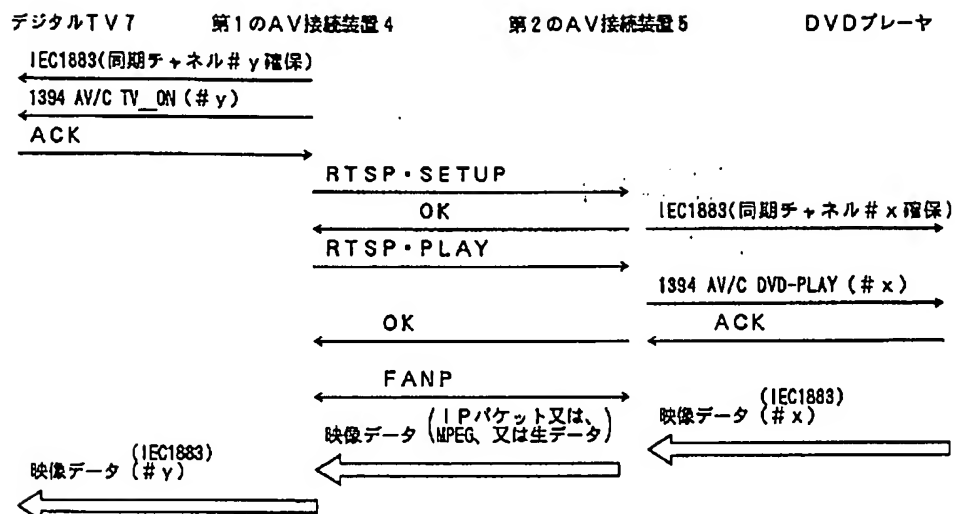 デジタルTV7 第1のAV接続装置4 第2のAV接続装置5 DVDプレーヤ
IEC1883(同期チャネル#y確保)
1394 AV/C TV_ON(#y)
ACK
RTSP・SETUP
OK IEC1883(同期チャネル#x確保)
RTSP・PLAY
1394 AV/C DVD-PLAY(#x)
OK ACK
FANP
映像データ(IPパケット又は、MPEG、又は生データ)
映像データ(IEC1883)(#x)
映像データ(IEC1883)(#y)